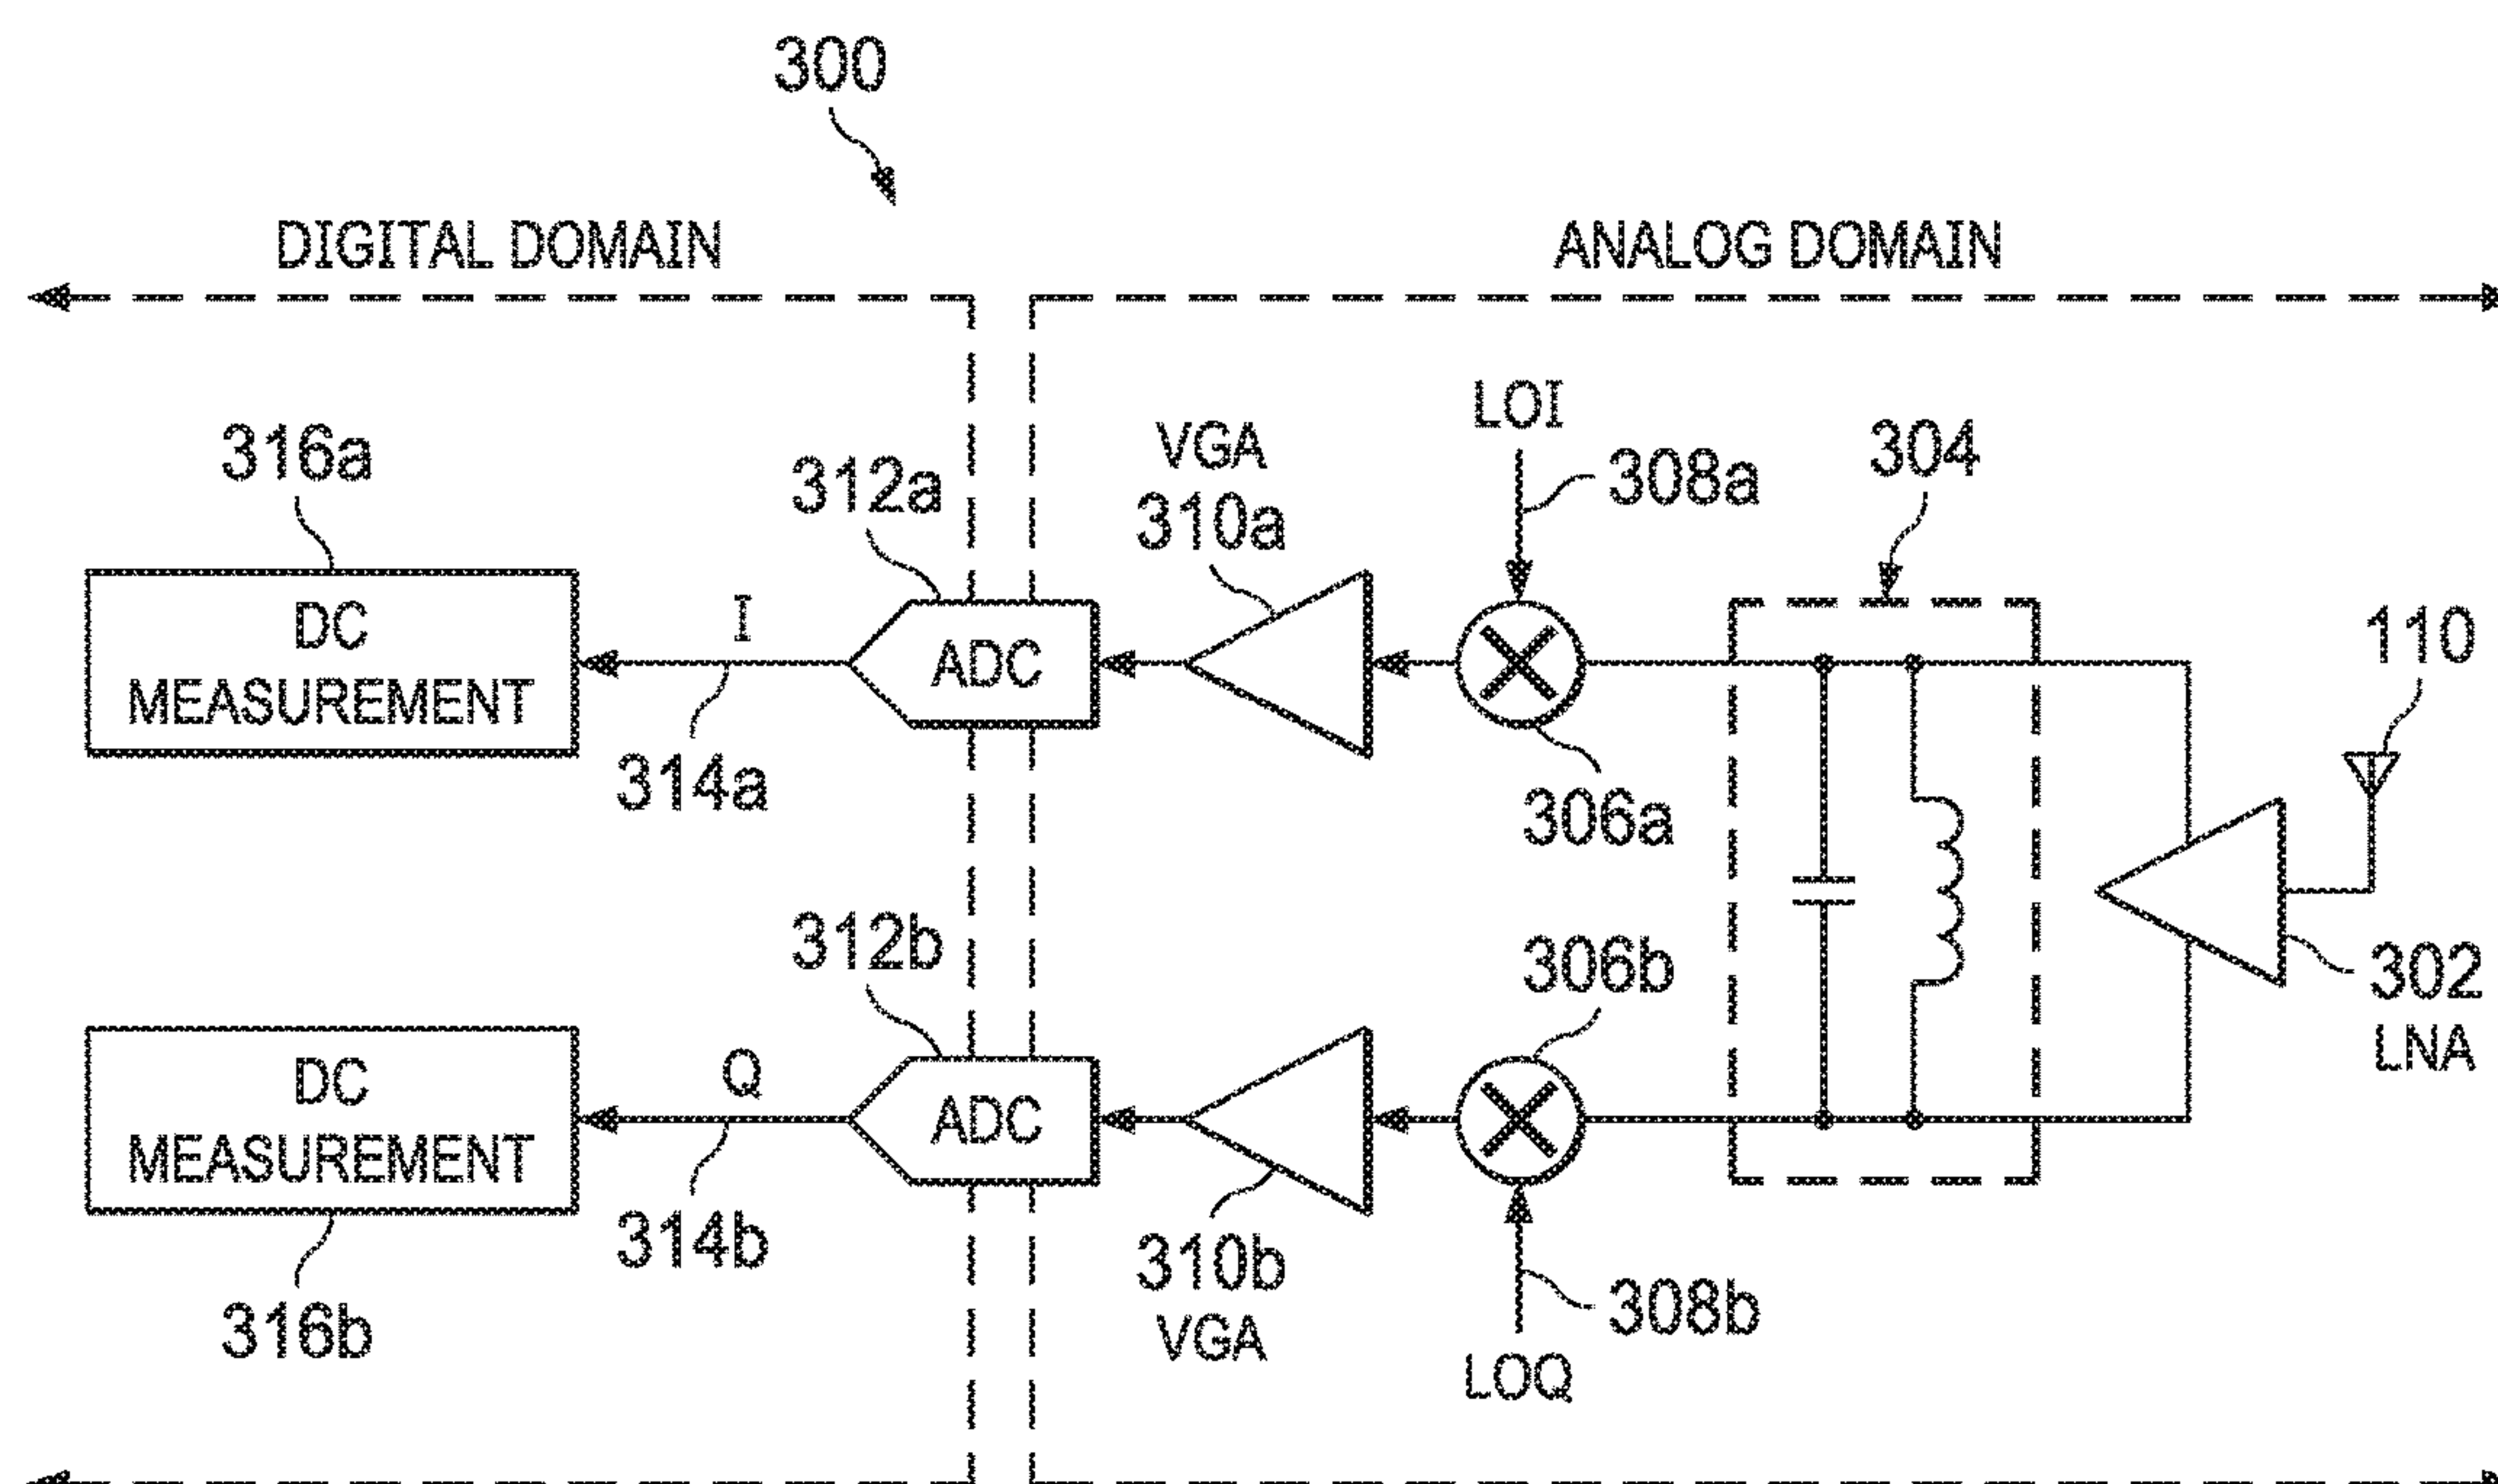 300
DIGITAL DOMAIN
ANALOG DOMAIN
316a
312a
VGA
310a
LOI
308a
304
110
DC
MEASUREMENT
I
314a
ADC
306a
302
LNA
312b
306b
DC
MEASUREMENT
Q
314b
ADC
316b
310b
VGA
308b
LOQ